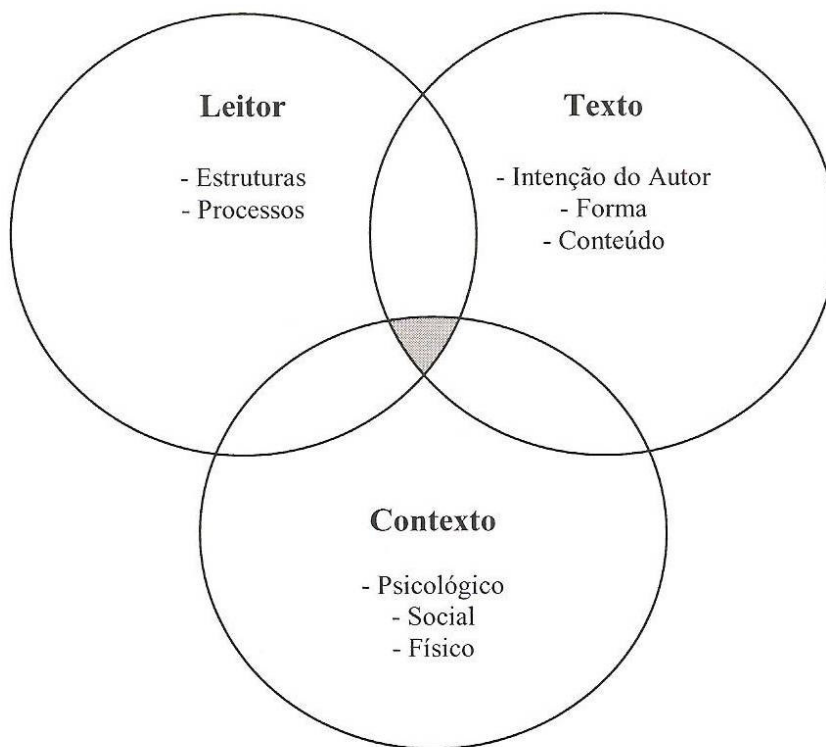 Leitor
- Estruturas
- Processos
Texto
- Intenção do Autor
- Forma
- Conteúdo
Contexto
- Psicológico
- Social
- Físico